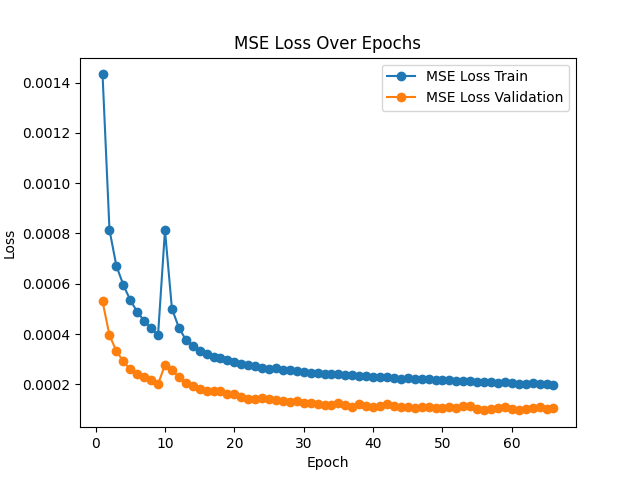 MSE Loss Over Epochs
MSE Loss Train
MSE Loss Validation
Loss
0.0014
0.0012
0.0010
0.0008
0.0006
0.0004
0.0002
0 10 20 30 40 50 60
Epoch